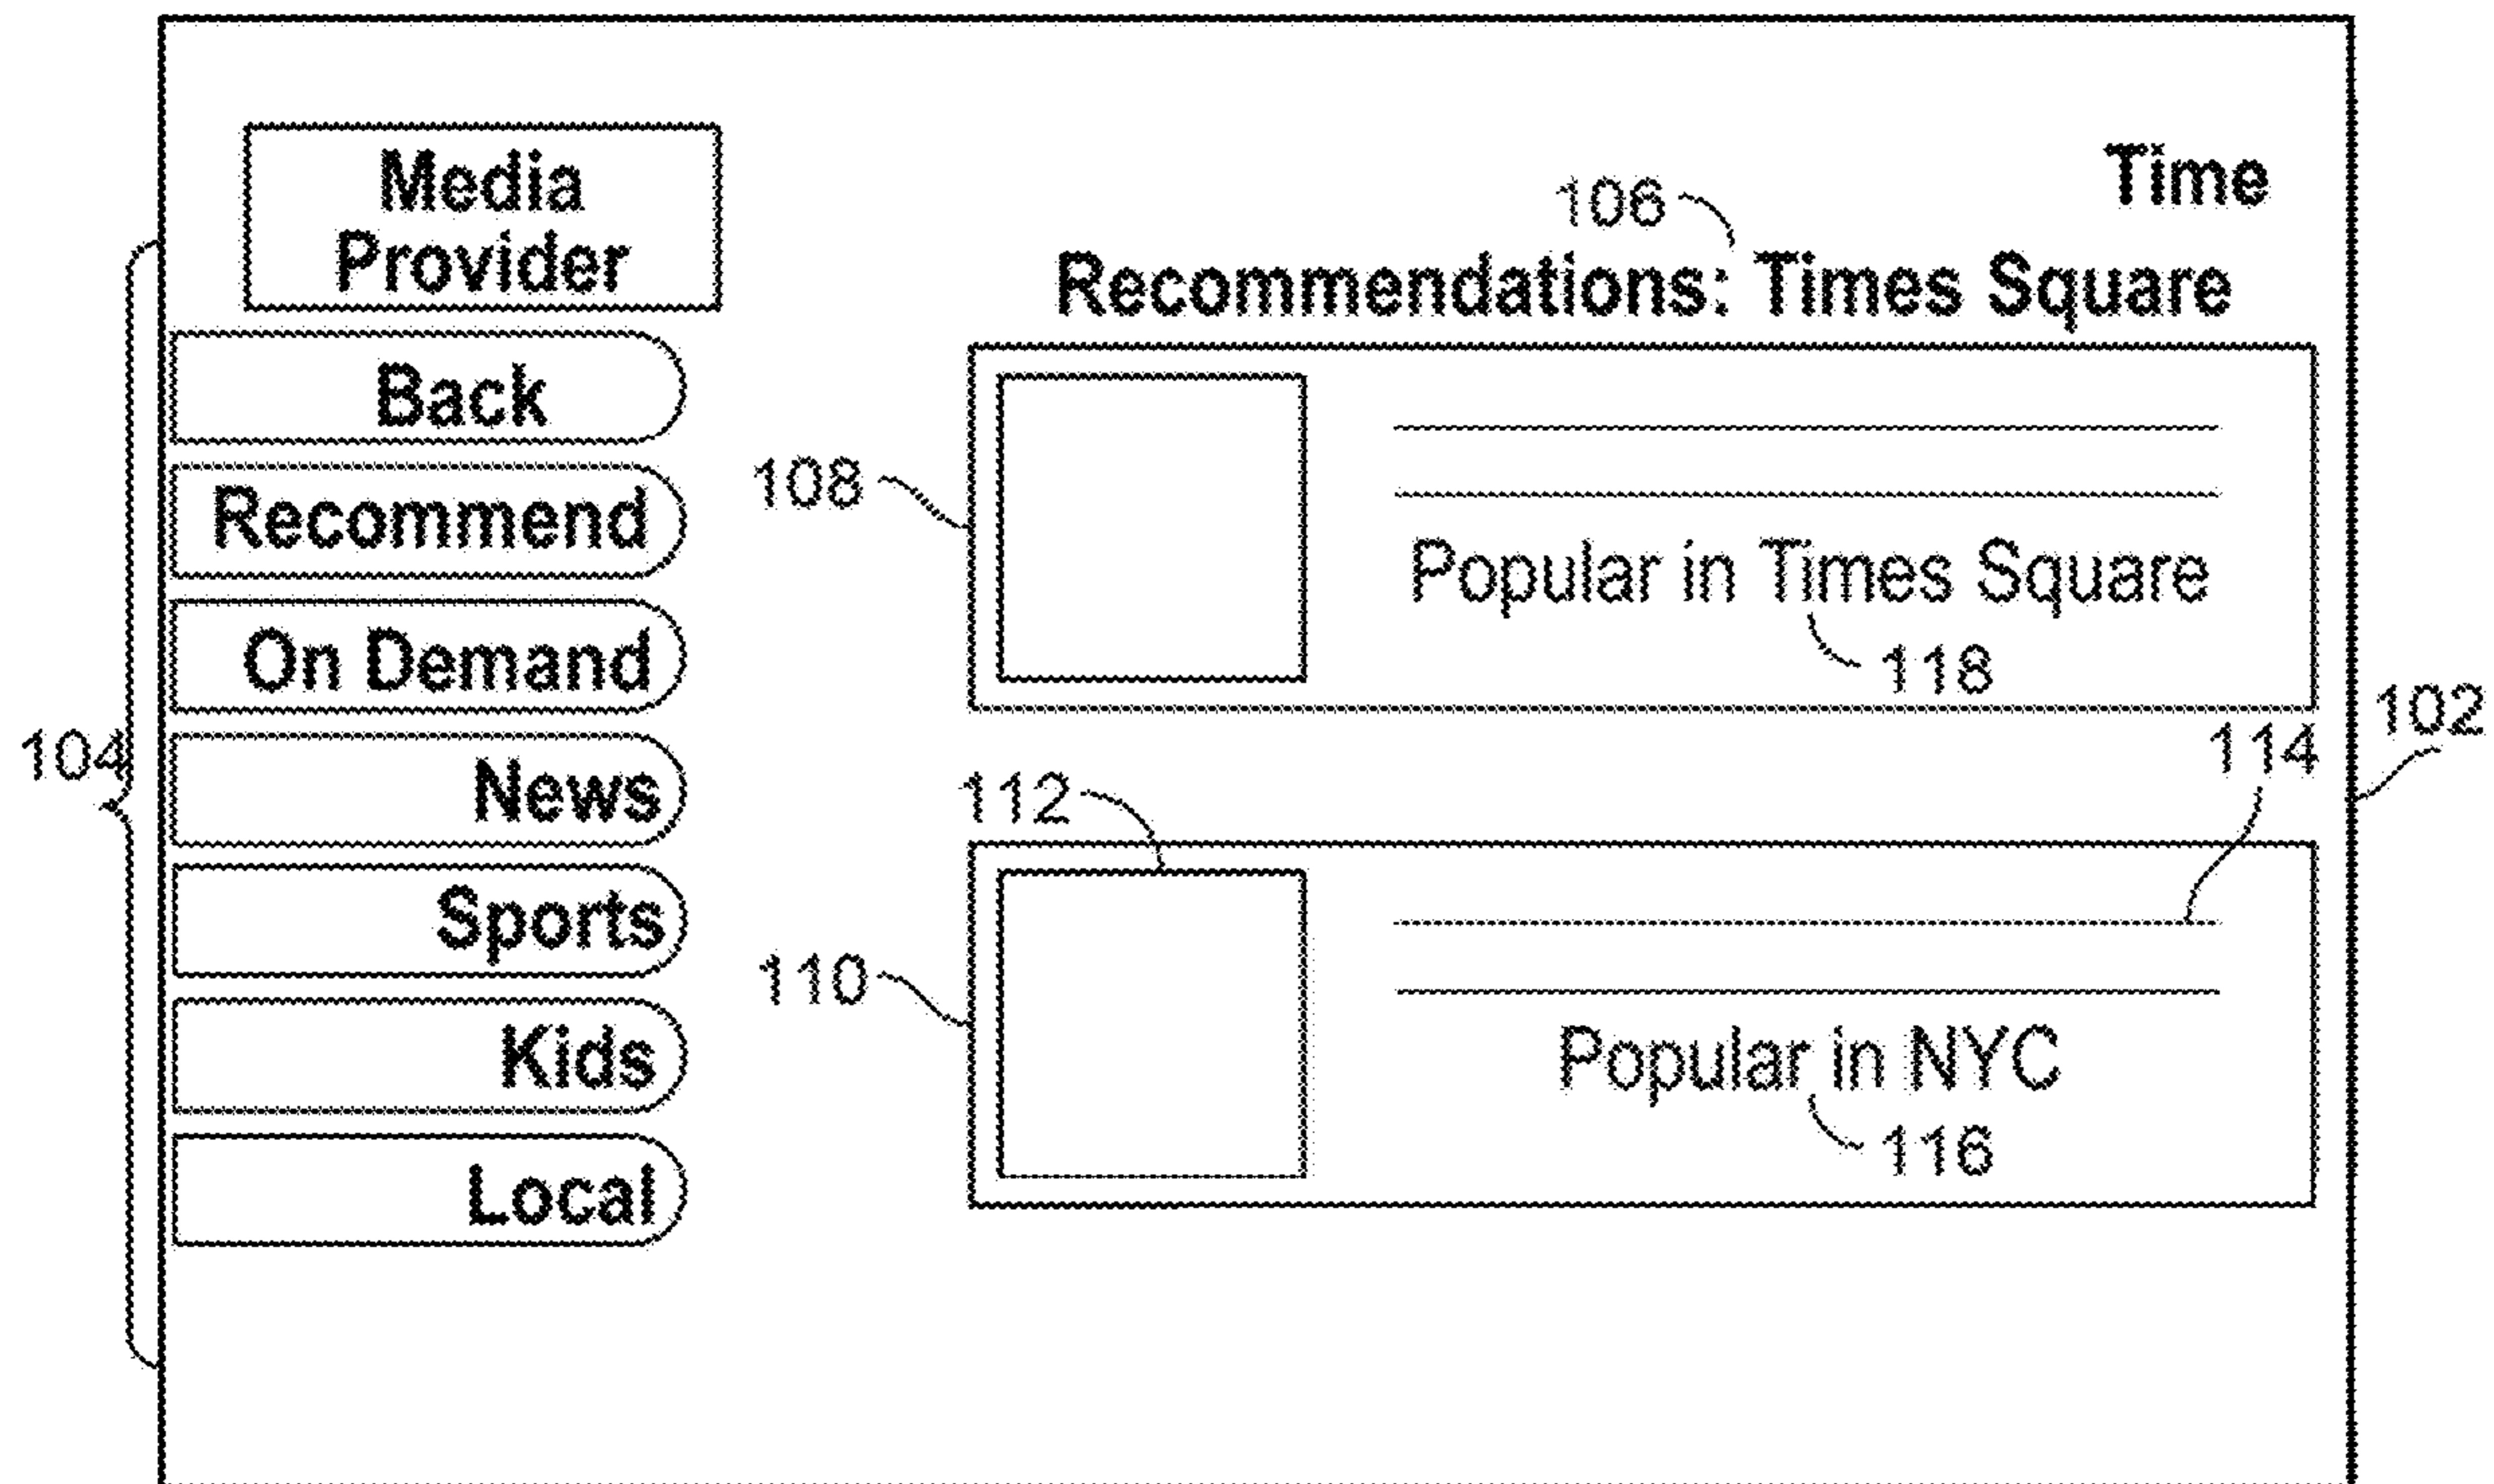 Media
Provider
Time
106
Recommendations: Times Square
Back
Recommend
On Demand
News
Sports
Kids
Local
104
108
Popular in Times Square
118
102
114
112
110
Popular in NYC
116